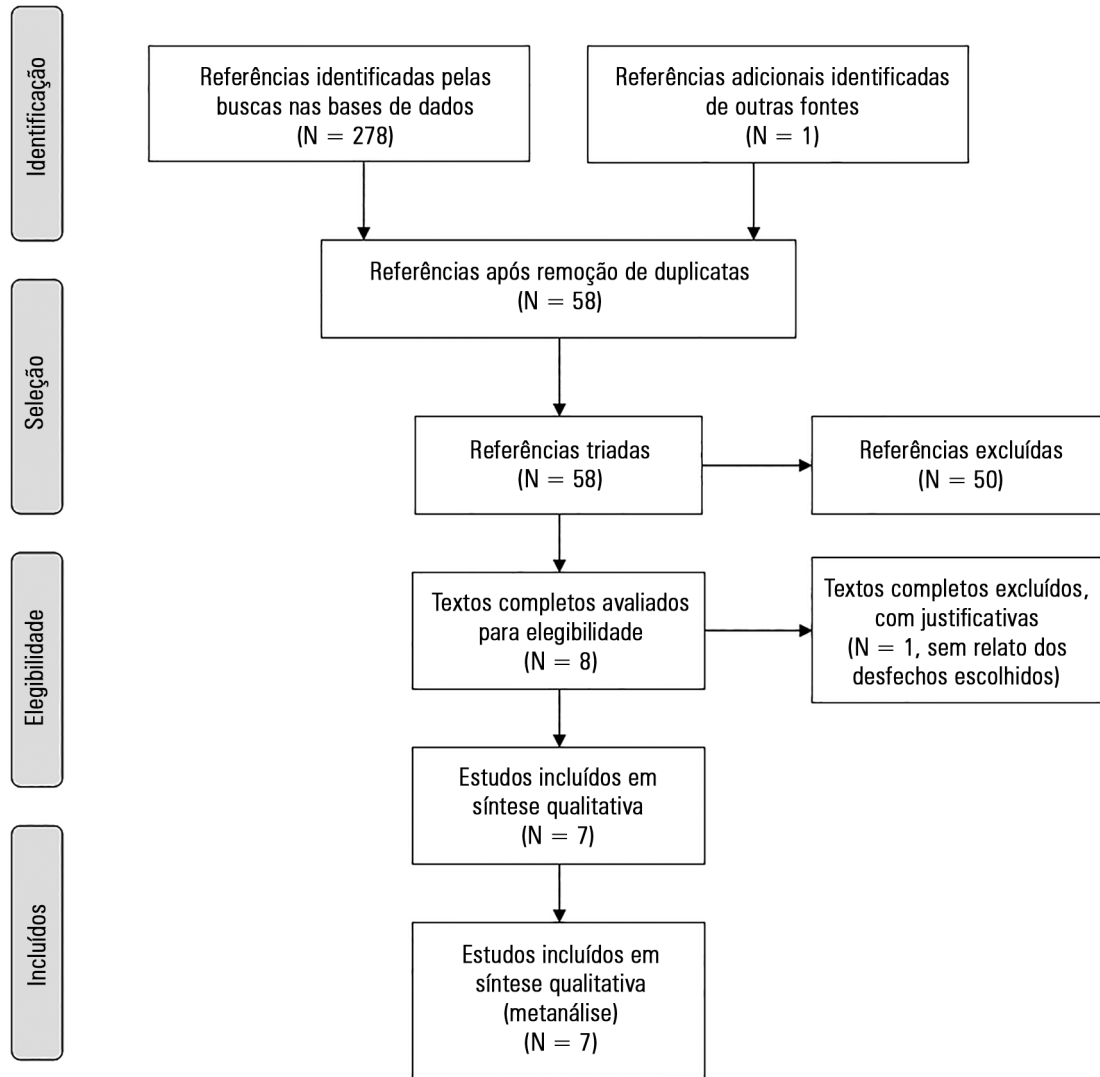 Identificação
Referências identificadas pelas
buscas nas bases de dados
(N = 278)
Referências adicionais identificadas
de outras fontes
(N = 1)
Referências após remoção de duplicatas
(N = 58)
Seleção
Referências triadas
(N = 58)
Referências excluídas
(N = 50)
Elegibilidade
Textos completos avaliados
para elegibilidade
(N = 8)
Textos completos excluídos,
com justificativas
(N = 1, sem relato dos
desfechos escolhidos)
Estudos incluídos em
síntese qualitativa
(N = 7)
Incluídos
Estudos incluídos em
síntese qualitativa
(metanálise)
(N = 7)